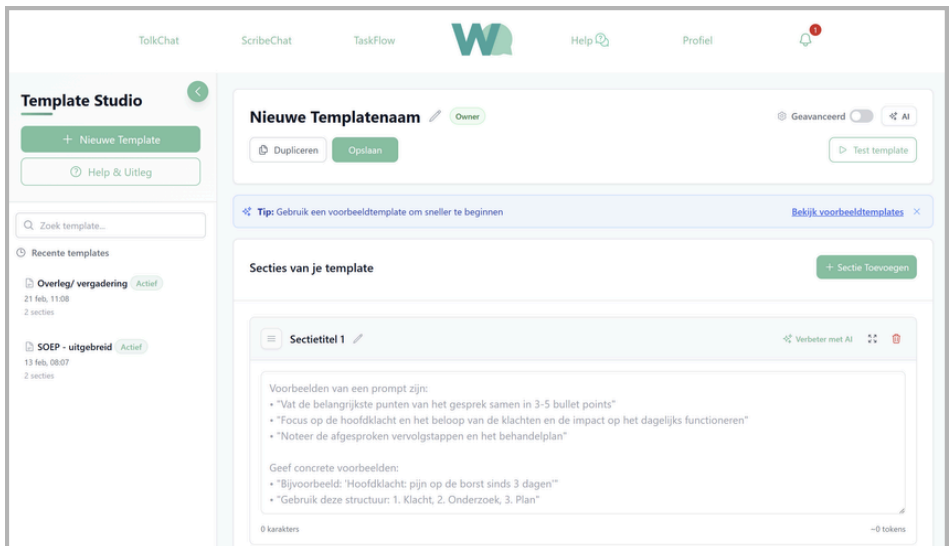 TolkChat
ScribeChat
TaskFlow
W
Help
Profiel
1
Template Studio
+ Nieuwe Template
Help & Uitleg
Zoek template...
Recente templates
Overleg/ vergadering Actief
21 feb, 11:08
2 secties
SOEP - uitgebreid Actief
13 feb, 08:07
2 secties
Nieuwe Templatenaam Owner
Geavanceerd AI
Dupliceren Opslaan
Test template
Tip: Gebruik een voorbeeldtemplate om sneller te beginnen
Bekijk voorbeeldtemplates ×
Secties van je template
+ Sectie Toevoegen
Sectietitel 1
Verbeter met AI
Voorbeelden van een prompt zijn:
• "Vat de belangrijkste punten van het gesprek samen in 3-5 bullet points"
• "Focus op de hoofdklacht en het beloop van de klachten en de impact op het dagelijks functioneren"
• "Noteer de afgesproken vervolgstappen en het behandelplan"
Geef concrete voorbeelden:
• "Bijvoorbeeld: 'Hoofdklacht: pijn op de borst sinds 3 dagen'"
• "Gebruik deze structuur: 1. Klacht, 2. Onderzoek, 3. Plan"
0 karakters
~0 tokens